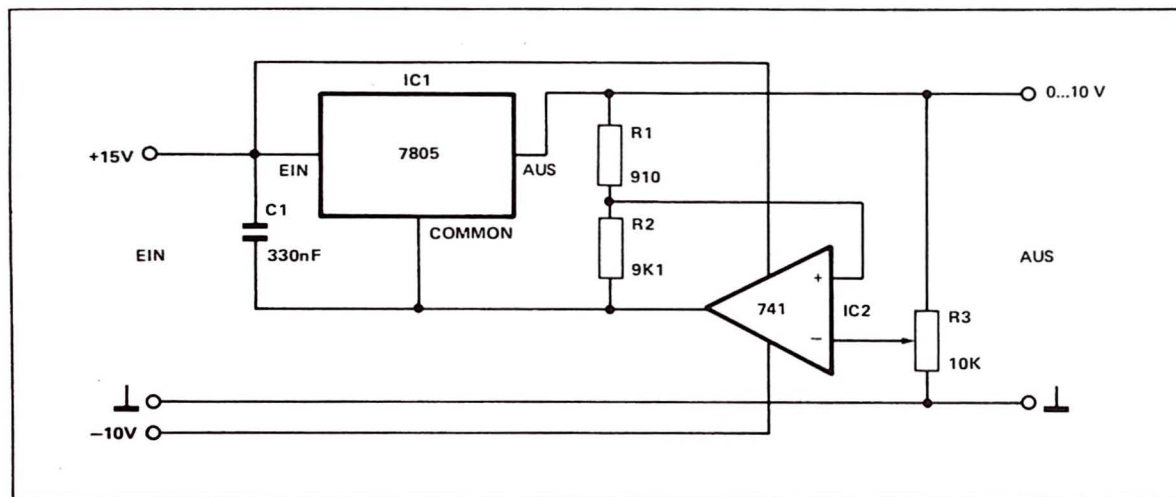 IC1
0...10 V
R1
+15V
7805
EIN
AUS
910
C1
R2
COMMON
EIN
330nF
9K1
AUS
+
741
IC2
R3
−
10K
−10V